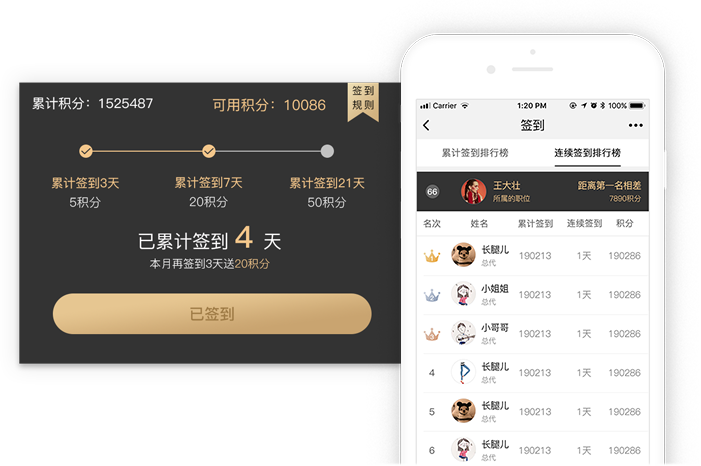 累计积分：1525487
可用积分：10086
签到
规则
累计签到3天
累计签到7天
累计签到21天
5积分
20积分
50积分
已累计签到 4 天
本月再签到3天送20积分
已签到
Carrier
1:20 PM
100%
签到
累计签到排行榜
连续签到排行榜
66
王大壮
所属的职位
距离第一名相差
7890积分
名次 姓名 累计签到 连续签到 积分
1 长腿儿 190213 1天 190286
总代
2 小姐姐 190213 1天 190286
总代
3 小哥哥 190213 1天 190286
总代
4 长腿儿 190213 1天 190286
总代
5 长腿儿 190213 1天 190286
总代
6 长腿儿 190213 1天 190286
总代